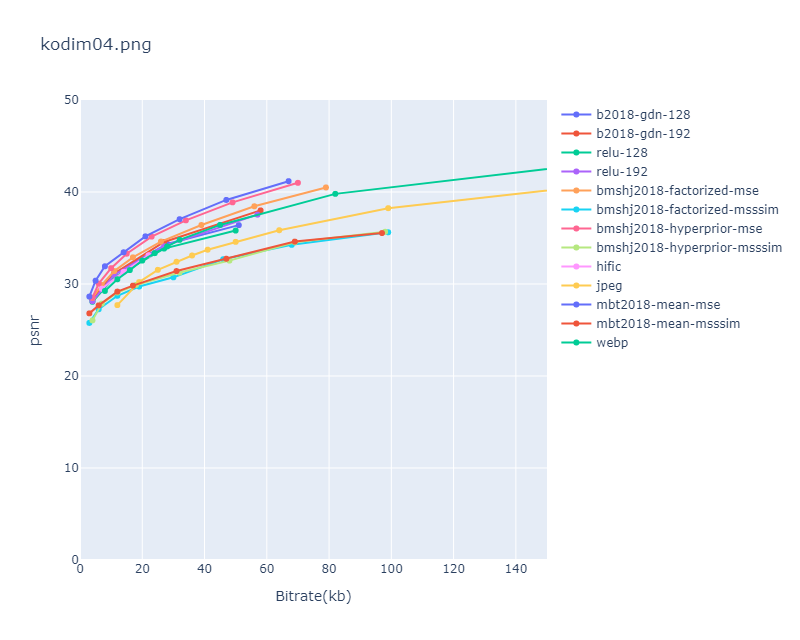 kodim04.png
psnr
50
40
30
20
10
0
0 20 40 60 80 100 120 140
Bitrate(kb)
b2018-gdn-128
b2018-gdn-192
relu-128
relu-192
bmshj2018-factorized-mse
bmshj2018-factorized-msssim
bmshj2018-hyperprior-mse
bmshj2018-hyperprior-msssim
hific
jpeg
mbt2018-mean-mse
mbt2018-mean-msssim
webp